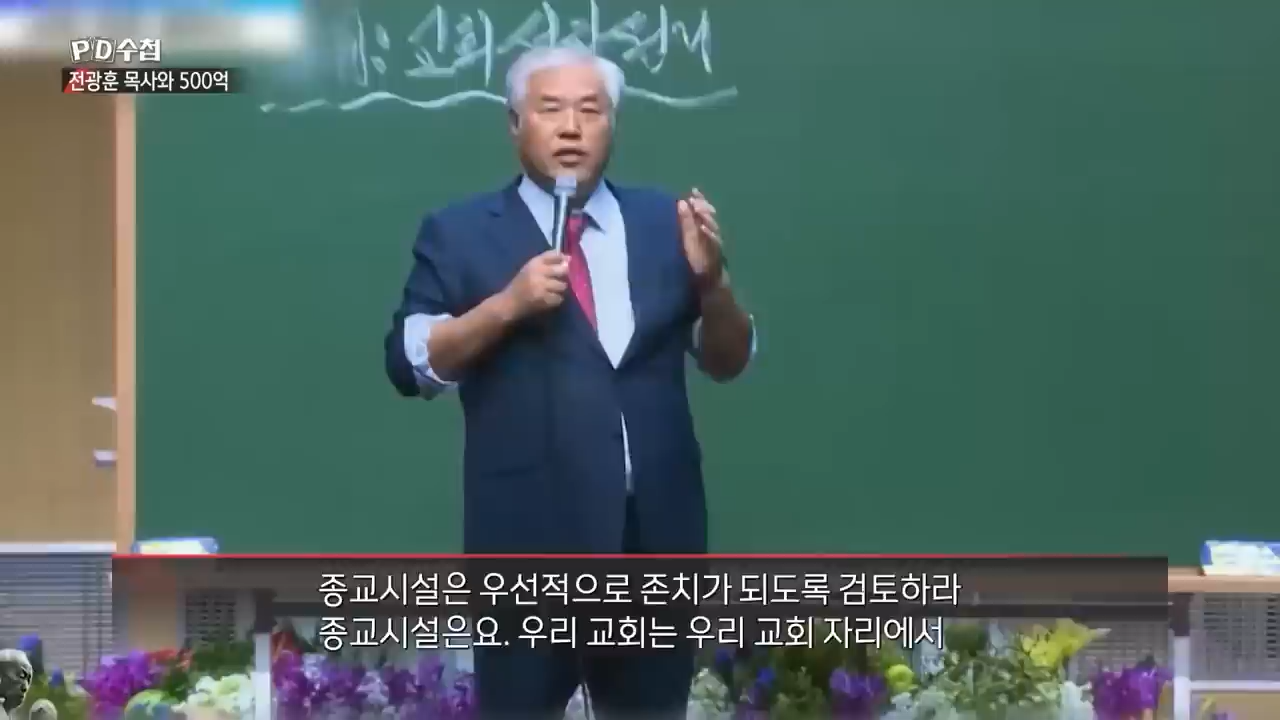 PD수첩
전광훈 목사와 500억
교회
종교시설은 우선적으로 존치가 되도록 검토하라
종교시설은요. 우리 교회는 우리 교회 자리에서